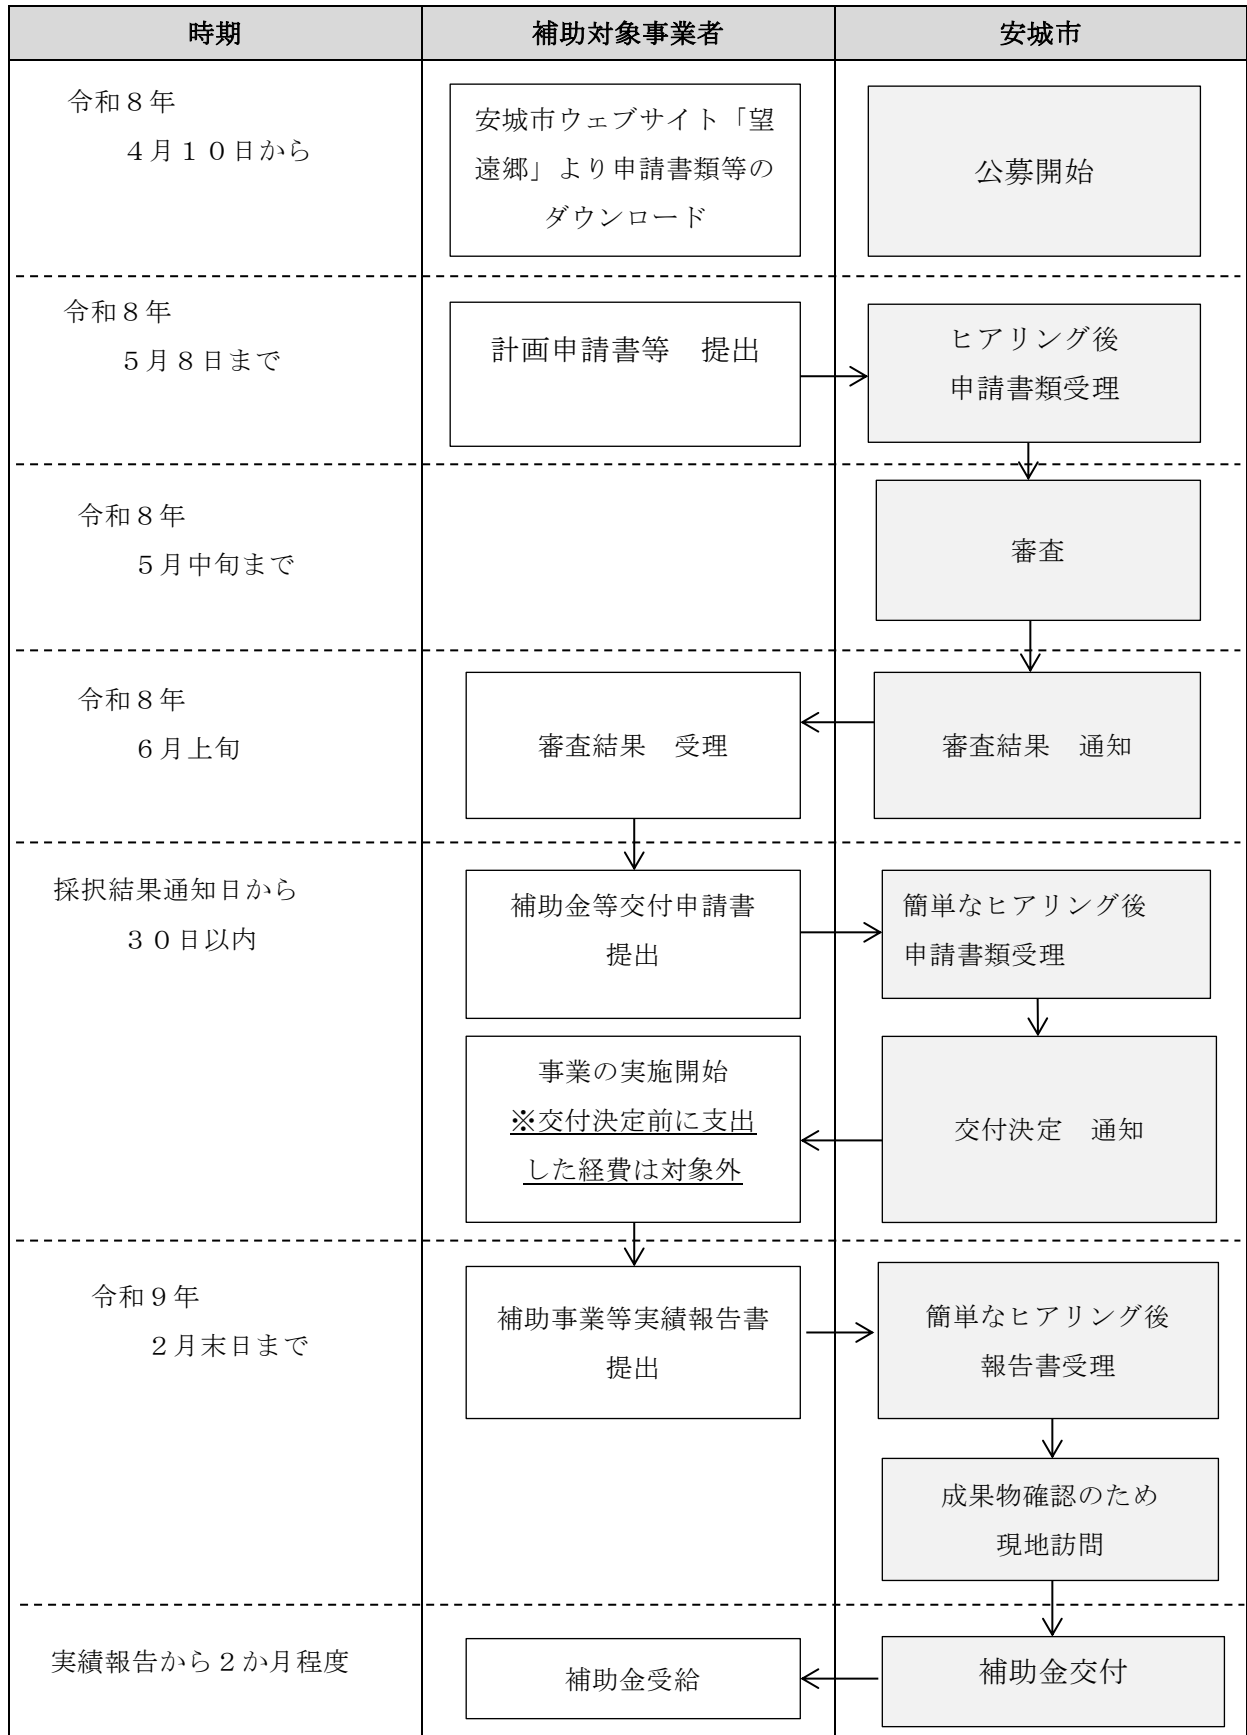 時期
補助対象事業者
安城市
令和８年
４月１０日から
安城市ウェブサイト「望
遠郷」より申請書類等の
ダウンロード
公募開始
令和８年
５月８日まで
計画申請書等　提出
ヒアリング後
申請書類受理
令和８年
５月中旬まで
審査
令和８年
６月上旬
審査結果　受理
審査結果　通知
採択結果通知日から
３０日以内
補助金等交付申請書
提出
簡単なヒアリング後
申請書類受理
事業の実施開始
※交付決定前に支出
した経費は対象外
交付決定　通知
令和９年
２月末日まで
補助事業等実績報告書
提出
簡単なヒアリング後
報告書受理
成果物確認のため
現地訪問
実績報告から２か月程度
補助金受給
補助金交付